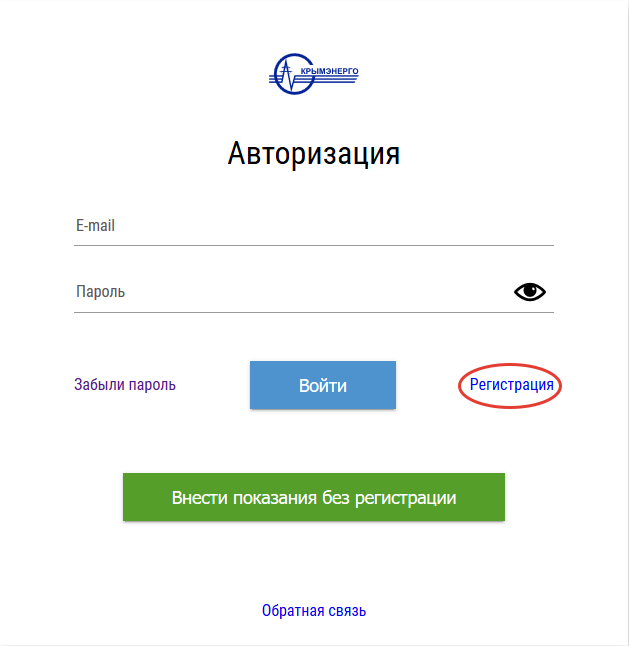 КРЫМЭНЕРГО
Авторизация
E-mail
Пароль
Забыли пароль Войти Регистрация
Внести показания без регистрации
Обратная связь